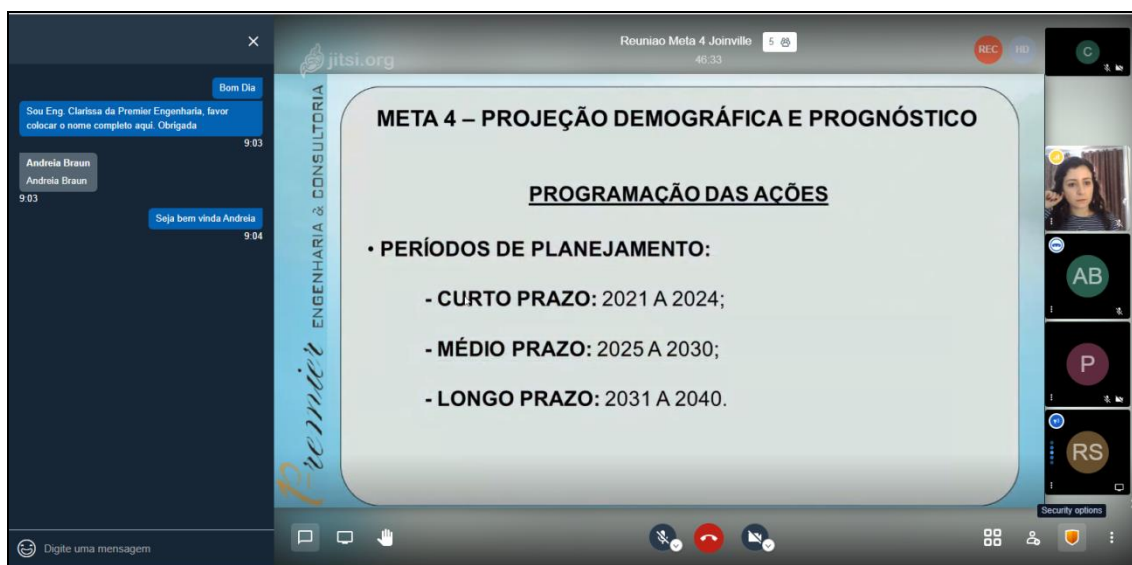 Bom Dia
Sou Eng. Clarissa da Premier Engenharia, favor
colocar o nome completo aqui. Obrigada
9:03
Andreia Braun
Andreia Braun
9:03
Seja bem vinda Andreia
9:04
Digite uma mensagem
jitsi.org
Reuniao Meta 4 Joinville 5
46:33
REC HD
Premier ENGENHARIA & CONSULTORIA
META 4 – PROJEÇÃO DEMOGRÁFICA E PROGNÓSTICO
PROGRAMAÇÃO DAS AÇÕES
• PERÍODOS DE PLANEJAMENTO:
- CURTO PRAZO: 2021 A 2024;
- MÉDIO PRAZO: 2025 A 2030;
- LONGO PRAZO: 2031 A 2040.
C
AB
P
RS
Security options